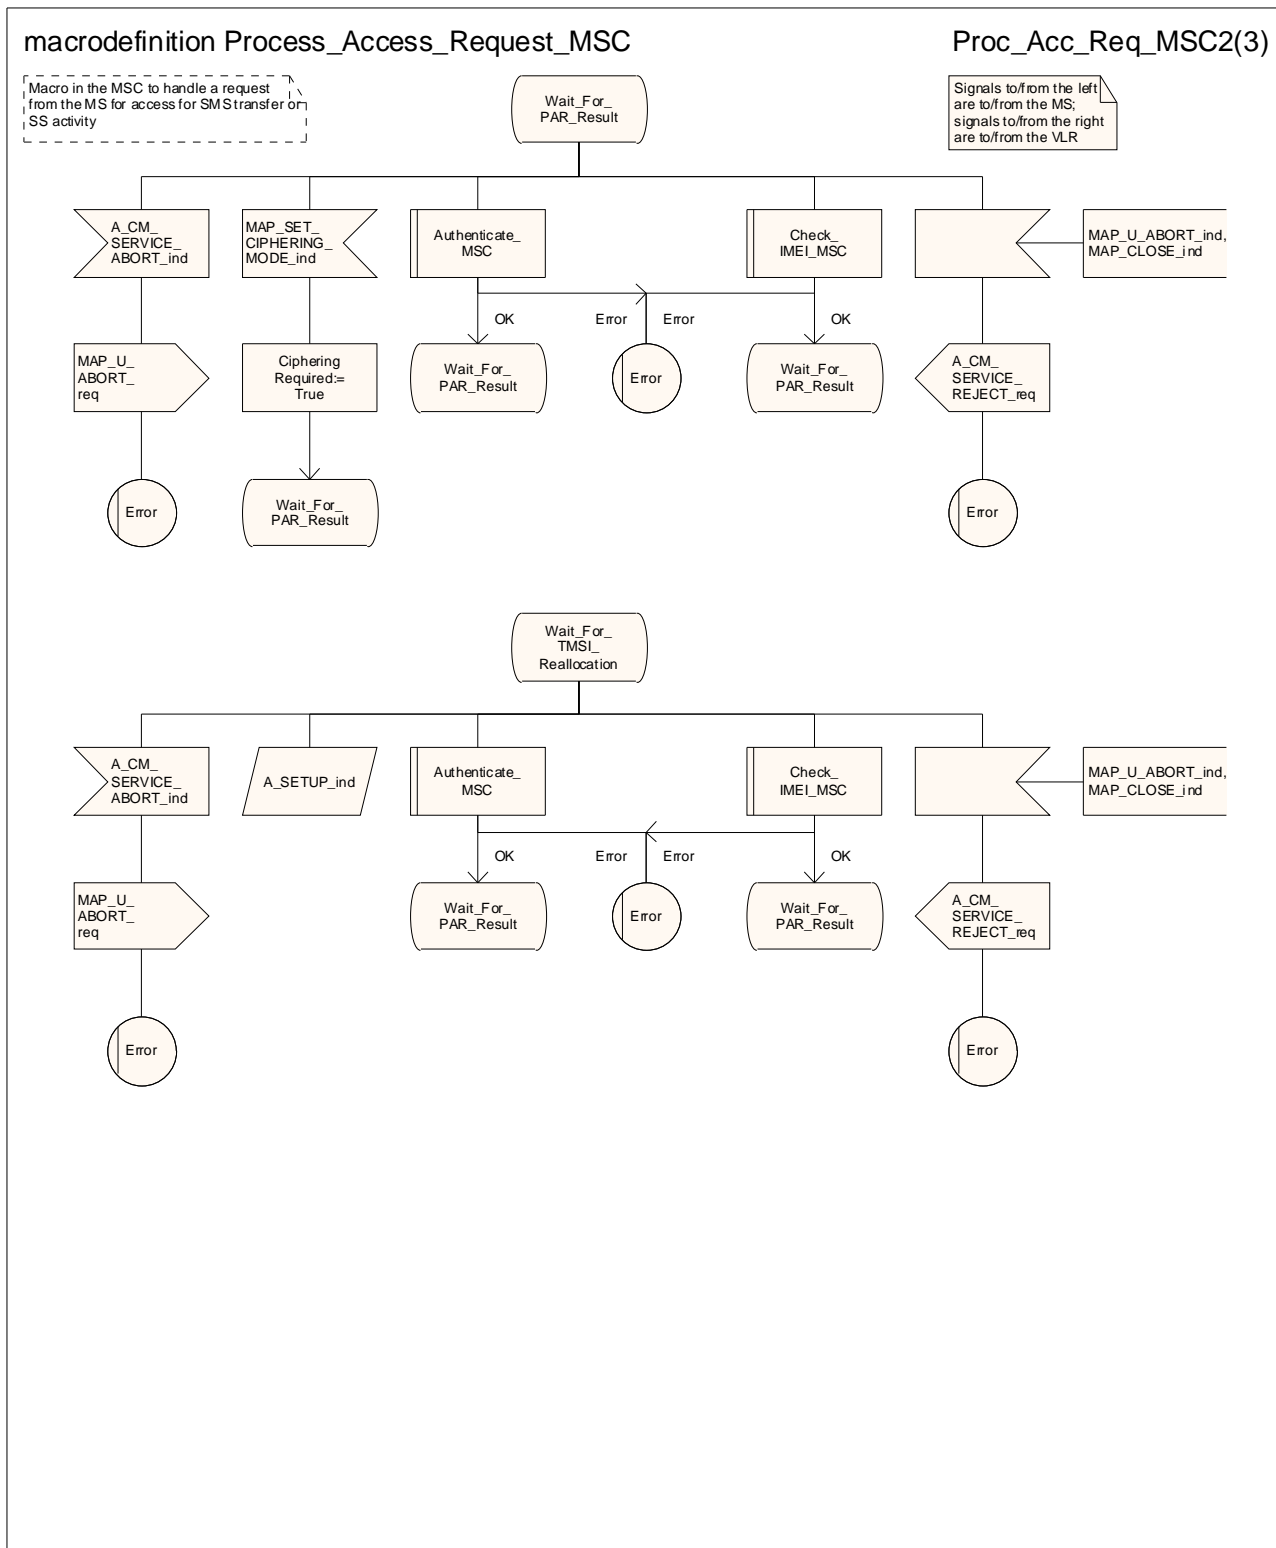 macrodefinition Process_Access_Request_MSC
Proc_Acc_Req_MSC2(3)
Macro in the MSC to handle a request
from the MS for access for SMS transfer or
SS activity
Wait_For_
PAR_Result
Signals to/from the left
are to/from the MS;
signals to/from the right
are to/from the VLR
A_CM_
SERVICE_
ABORT_ind
MAP_SET_
CIPHERING_
MODE_ind
Authenticate_
MSC
Check_
IMEI_MSC
MAP_U_ABORT_ind,
MAP_CLOSE_ind
OK
Error
Error
OK
MAP_U_
ABORT_
req
Ciphering
Required:=
True
Wait_For_
PAR_Result
Error
Wait_For_
PAR_Result
A_CM_
SERVICE_
REJECT_req
Error
Wait_For_
PAR_Result
Error
Wait_For_
TMSI_
Reallocation
A_CM_
SERVICE_
ABORT_ind
A_SETUP_ind
Authenticate_
MSC
Check_
IMEI_MSC
MAP_U_ABORT_ind,
MAP_CLOSE_ind
OK
Error
Error
OK
MAP_U_
ABORT_
req
Wait_For_
PAR_Result
Error
Wait_For_
PAR_Result
A_CM_
SERVICE_
REJECT_req
Error
Error